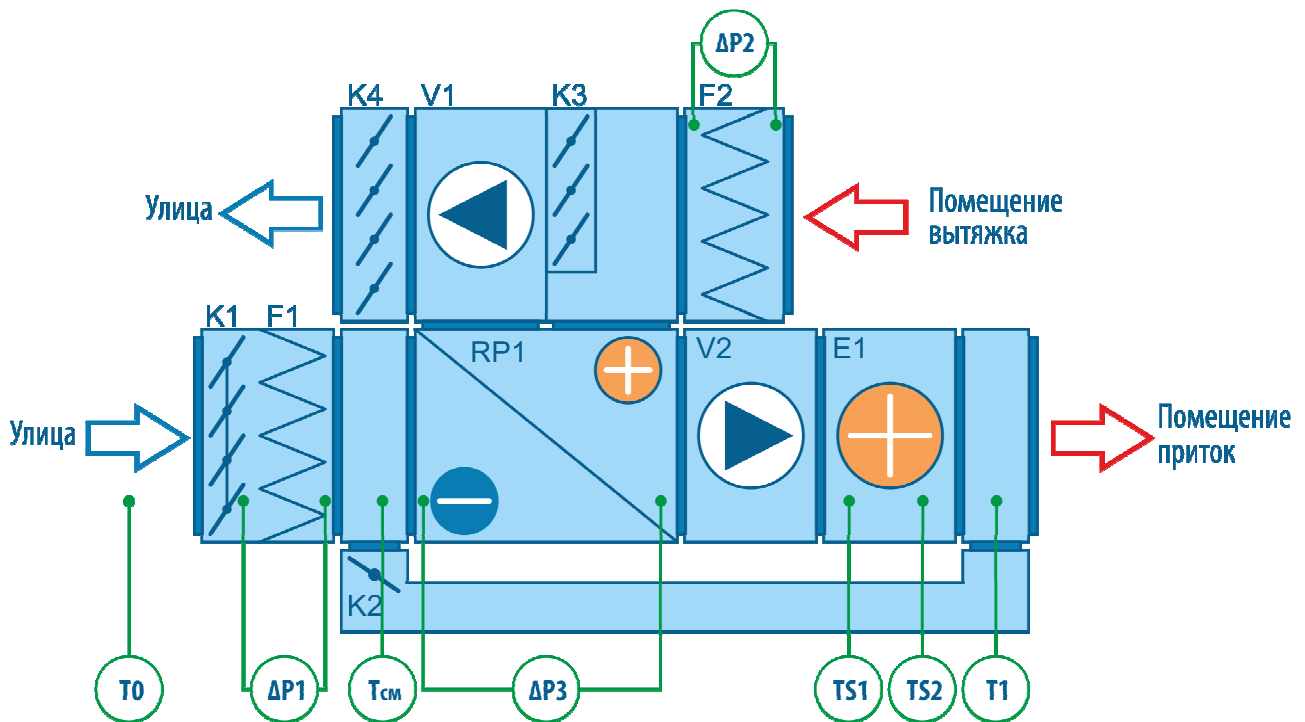 ΔP2
K4
V1
K3
F2
Улица
Помещение
вытяжка
K1
F1
RP1
V2
E1
Улица
Помещение
приток
K2
T0
ΔP1
Tсм
ΔP3
TS1
TS2
T1